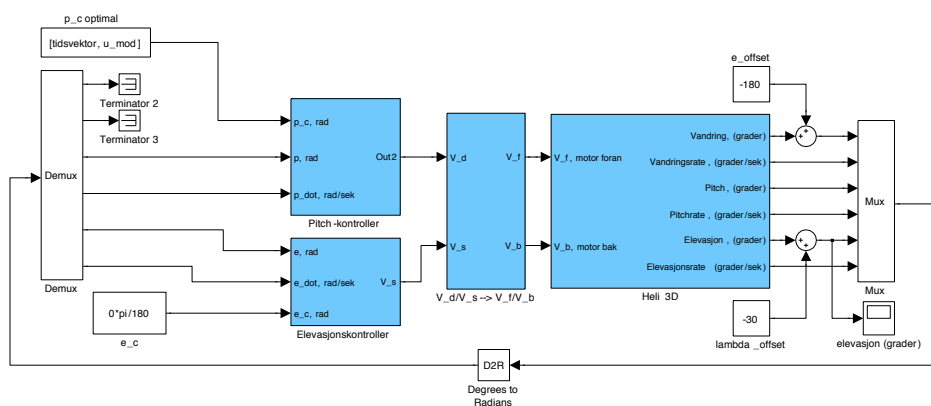 p_c optimal
[tidsvektor, u_mod]
Terminator 2
Terminator 3
Demux
Demux
p_c, rad
p, rad
p_dot, rad/sek
Out2
Pitch -kontroller
e, rad
e_dot, rad/sek
e_c, rad
V_s
Elevasjonskontroller
0*pi/180
e_c
V_d
V_s
V_f
V_b
V_d/V_s --> V_f/V_b
V_f, motor foran
V_b, motor bak
Vandring, (grader)
Vandringsrate , (grader/sek)
Pitch , (grader)
Pitchrate , (grader/sek)
Elevasjon , (grader)
Elevasjonsrate (grader/sek)
Heli 3D
e_offset
-180
+
+
+
+
-30
lambda _offset
Mux
Mux
elevasjon (grader)
D2R
Degrees to
Radians